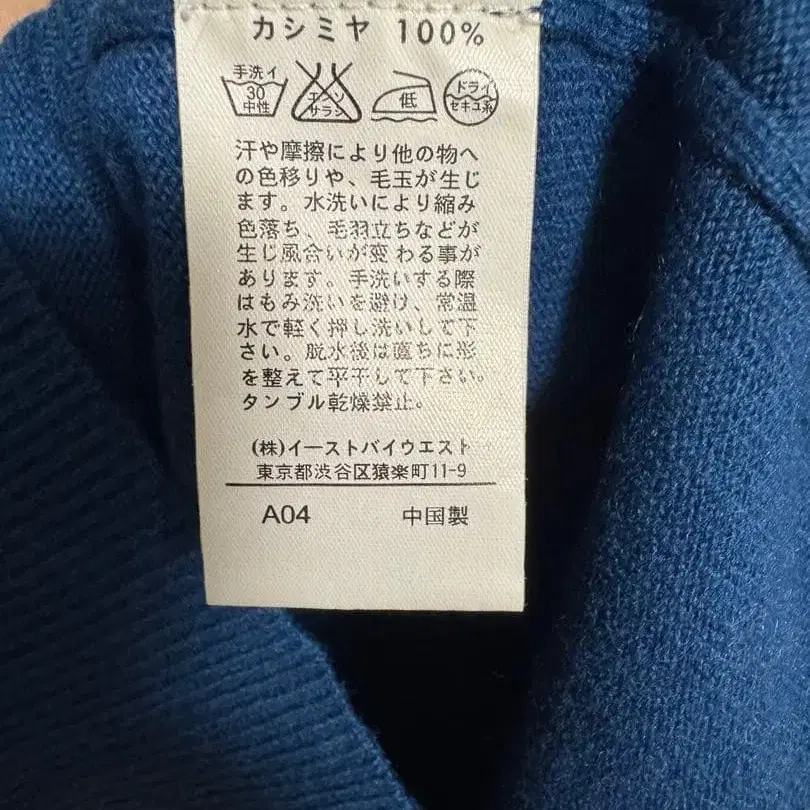 カシミヤ 100%
手洗イ
30
中性
エンソ
サラシ
低
ドライ
セキユ系
汗や摩擦により他の物へ
の色移りや、毛玉が生じ
ます。水洗いにより縮み
色落ち、毛羽立ちなどが
生じ風合いが変わる事が
あります。手洗いする際
はもみ洗いを避け、常温
水で軽く押し洗いして下
さい。脱水後は直ちに形
を整えて平干して下さい。
タンブル乾燥禁止。
(株)イーストバイウエスト
東京都渋谷区猿楽町11-9
A04 中国製